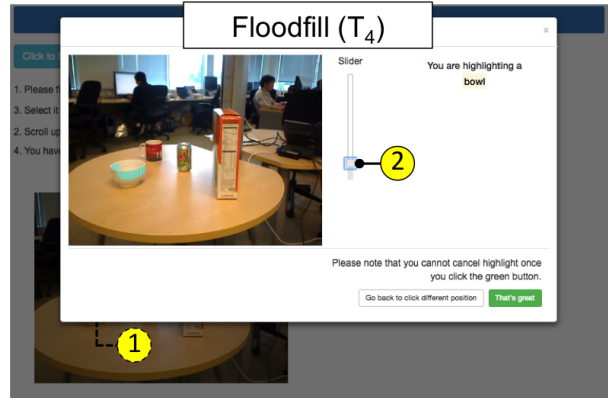 Floodfill (T4)
×
Click to
1. Please f
3. Select it
2. Scroll up
4. You have
Slider
You are highlighting a
bowl
2
Please note that you cannot cancel highlight once
you click the green button.
Go back to click different position
That's great
1